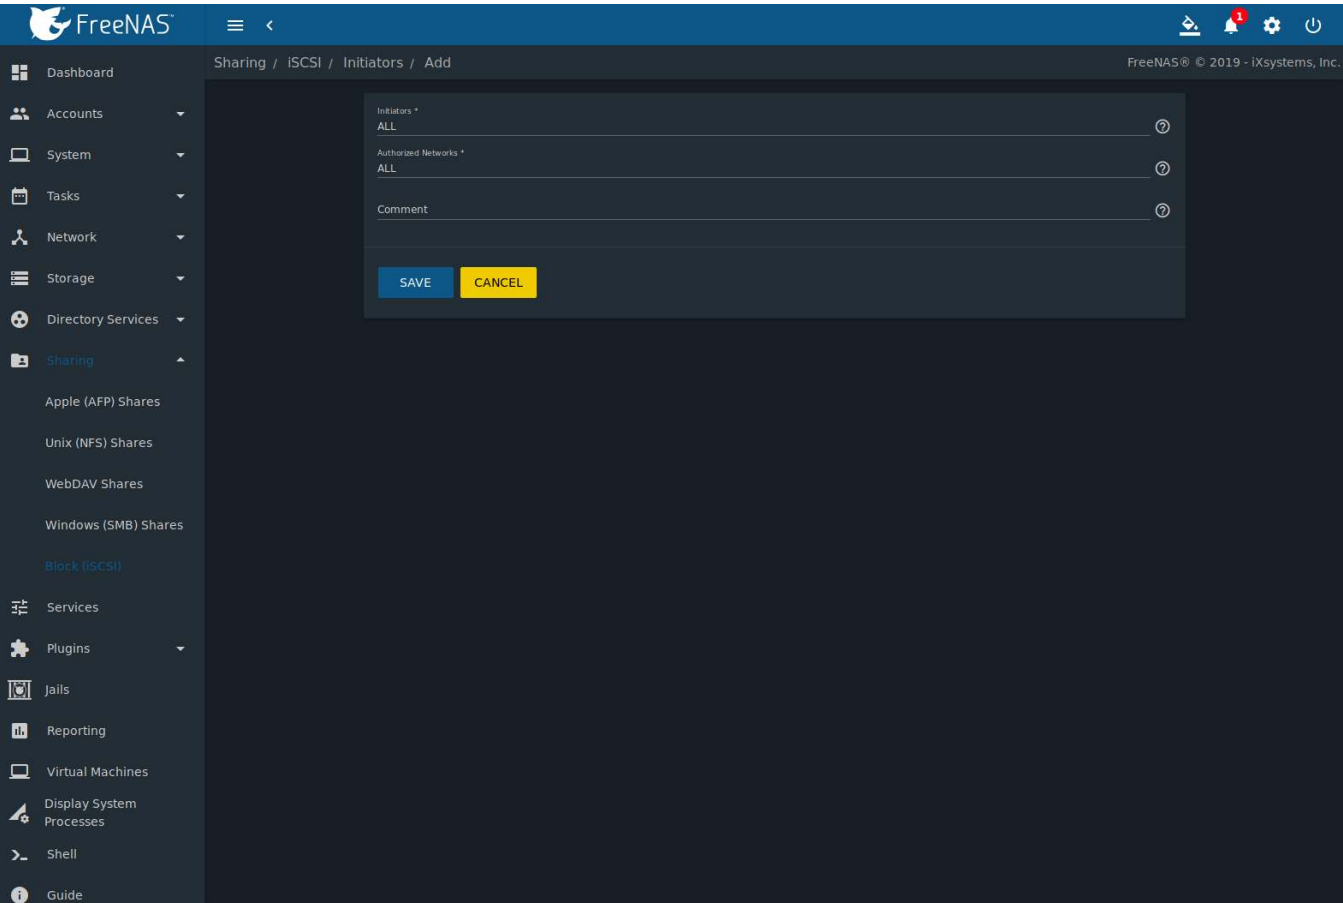 FreeNAS™
1
Sharing / iSCSI / Initiators / Add
FreeNAS® © 2019 - iXsystems, Inc.
Dashboard
Accounts
System
Tasks
Network
Storage
Directory Services
Sharing
Apple (AFP) Shares
Unix (NFS) Shares
WebDAV Shares
Windows (SMB) Shares
Block (iSCSI)
Services
Plugins
Jails
Reporting
Virtual Machines
Display System
Processes
Shell
Guide
Initiators *
ALL
Authorized Networks *
ALL
Comment
SAVE CANCEL